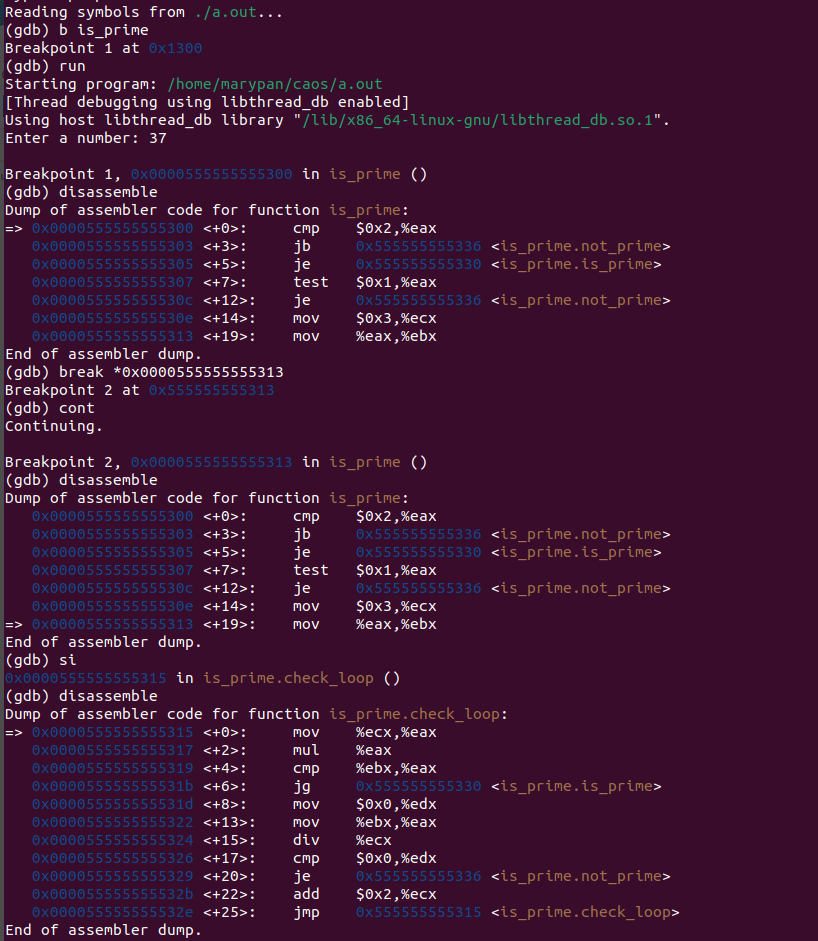 Reading symbols from ./a.out...
(gdb) b is_prime
Breakpoint 1 at 0x1300
(gdb) run
Starting program: /home/marypan/caos/a.out
[Thread debugging using libthread_db enabled]
Using host libthread_db library "/lib/x86_64-linux-gnu/libthread_db.so.1".
Enter a number: 37

Breakpoint 1, 0x0000555555555300 in is_prime ()
(gdb) disassemble
Dump of assembler code for function is_prime:
=> 0x0000555555555300 <+0>:     cmp    $0x2,%eax
   0x0000555555555303 <+3>:     jb     0x555555555336 <is_prime.not_prime>
   0x0000555555555305 <+5>:     je     0x555555555330 <is_prime.is_prime>
   0x0000555555555307 <+7>:     test   $0x1,%eax
   0x000055555555530c <+12>:    je     0x555555555336 <is_prime.not_prime>
   0x000055555555530e <+14>:    mov    $0x3,%ecx
   0x0000555555555313 <+19>:    mov    %eax,%ebx
End of assembler dump.
(gdb) break *0x0000555555555313
Breakpoint 2 at 0x555555555313
(gdb) cont
Continuing.

Breakpoint 2, 0x0000555555555313 in is_prime ()
(gdb) disassemble
Dump of assembler code for function is_prime:
   0x0000555555555300 <+0>:     cmp    $0x2,%eax
   0x0000555555555303 <+3>:     jb     0x555555555336 <is_prime.not_prime>
   0x0000555555555305 <+5>:     je     0x555555555330 <is_prime.is_prime>
   0x0000555555555307 <+7>:     test   $0x1,%eax
   0x000055555555530c <+12>:    je     0x555555555336 <is_prime.not_prime>
   0x000055555555530e <+14>:    mov    $0x3,%ecx
=> 0x0000555555555313 <+19>:    mov    %eax,%ebx
End of assembler dump.
(gdb) si
0x0000555555555315 in is_prime.check_loop ()
(gdb) disassemble
Dump of assembler code for function is_prime.check_loop:
=> 0x0000555555555315 <+0>:     mov    %ecx,%eax
   0x0000555555555317 <+2>:     mul    %eax
   0x0000555555555319 <+4>:     cmp    %ebx,%eax
   0x000055555555531b <+6>:     jg     0x555555555330 <is_prime.is_prime>
   0x000055555555531d <+8>:     mov    $0x0,%edx
   0x0000555555555322 <+13>:    mov    %ebx,%eax
   0x0000555555555324 <+15>:    div    %ecx
   0x0000555555555326 <+17>:    cmp    $0x0,%edx
   0x0000555555555329 <+20>:    je     0x555555555336 <is_prime.not_prime>
   0x000055555555532b <+22>:    add    $0x2,%ecx
   0x000055555555532e <+25>:    jmp    0x555555555315 <is_prime.check_loop>
End of assembler dump.